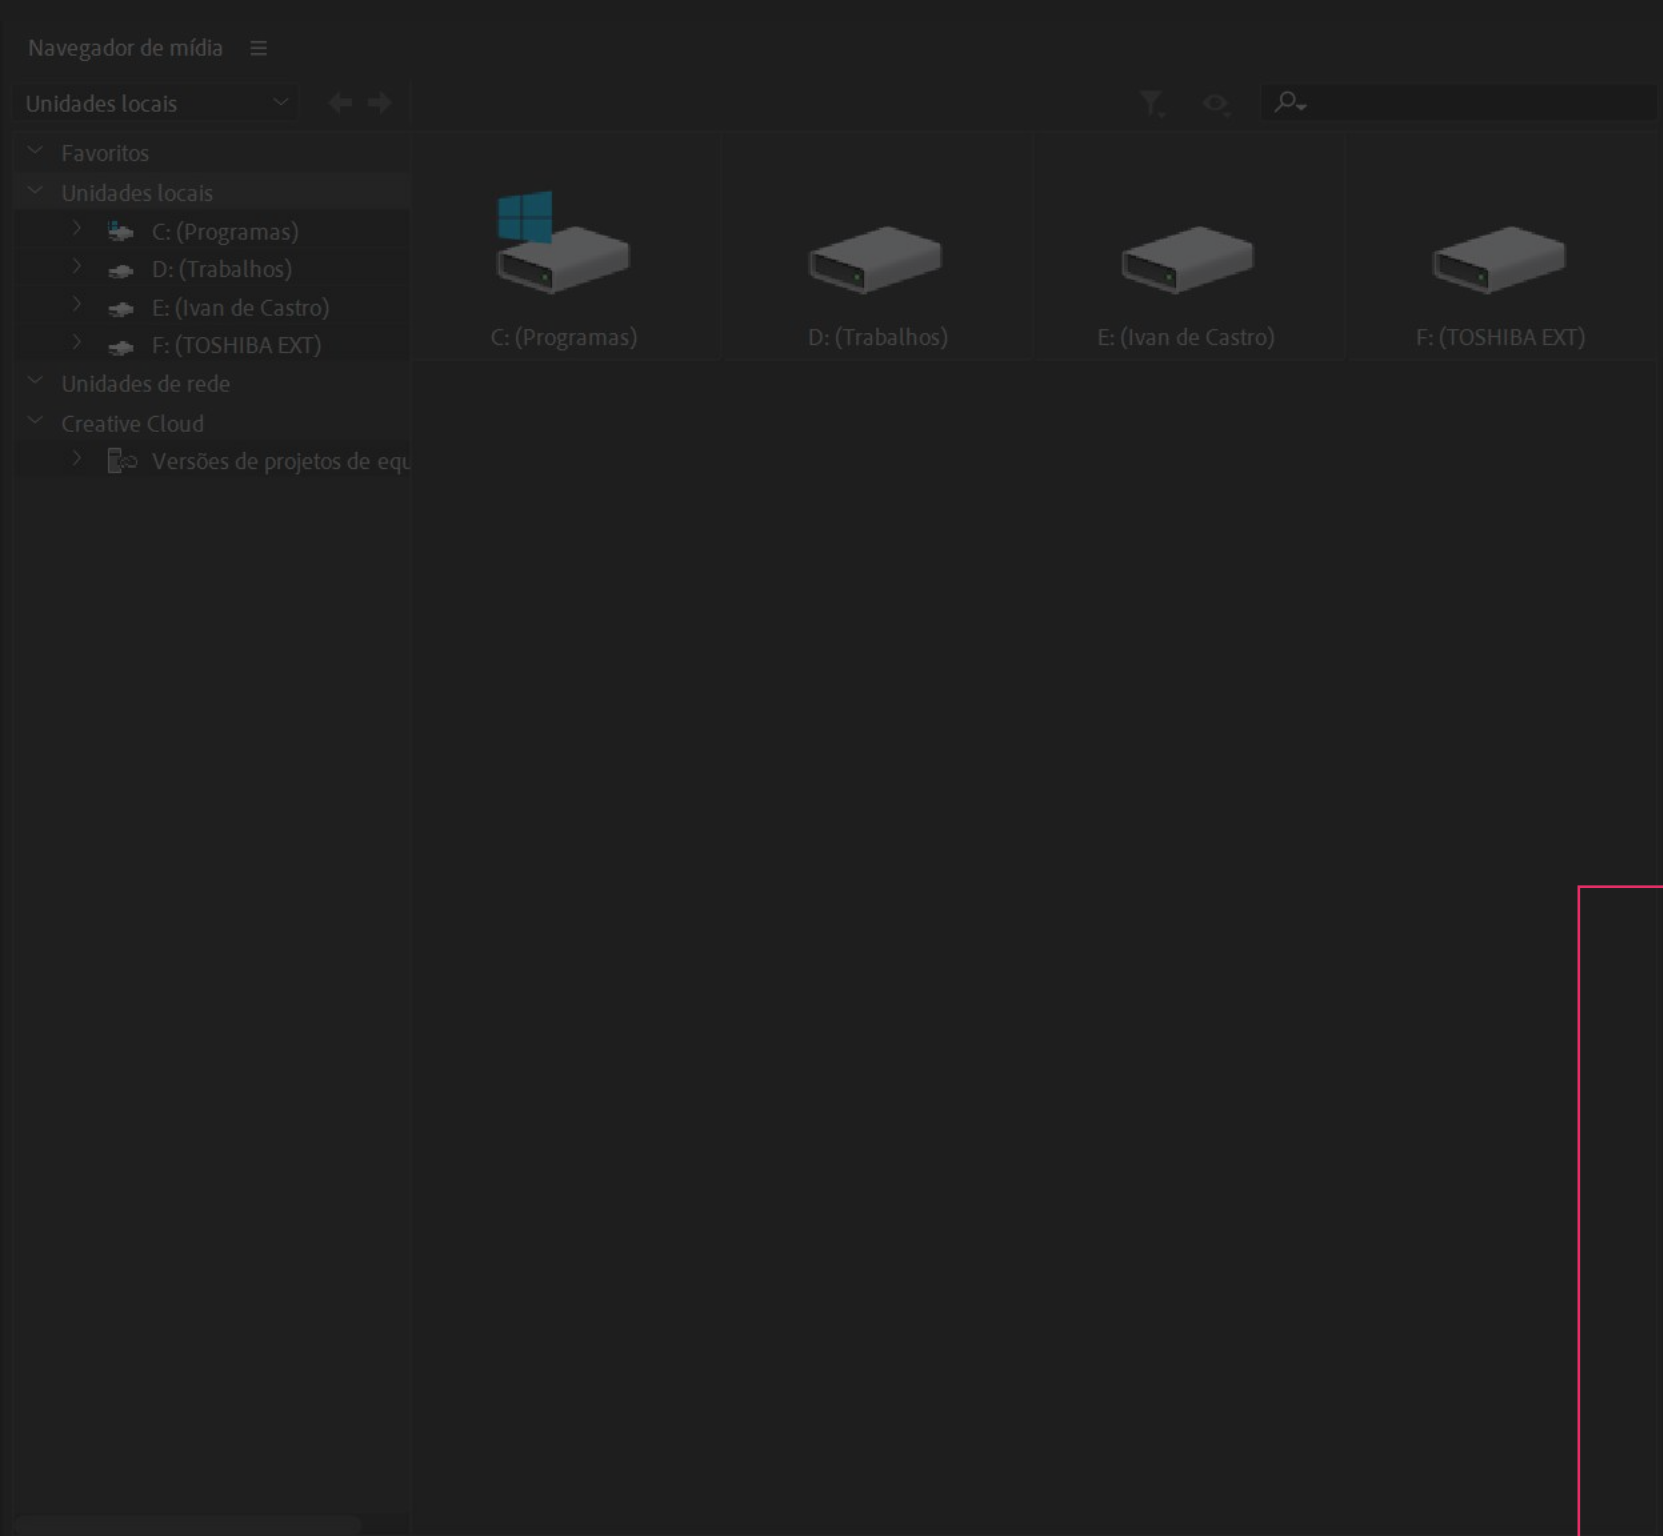 Navegador de mídia
Unidades locais
Favoritos
Unidades locais
C: (Programas)
D: (Trabalhos)
E: (Ivan de Castro)
F: (TOSHIBA EXT)
Unidades de rede
Creative Cloud
Versões de projetos de equ
C: (Programas)
D: (Trabalhos)
E: (Ivan de Castro)
F: (TOSHIBA EXT)